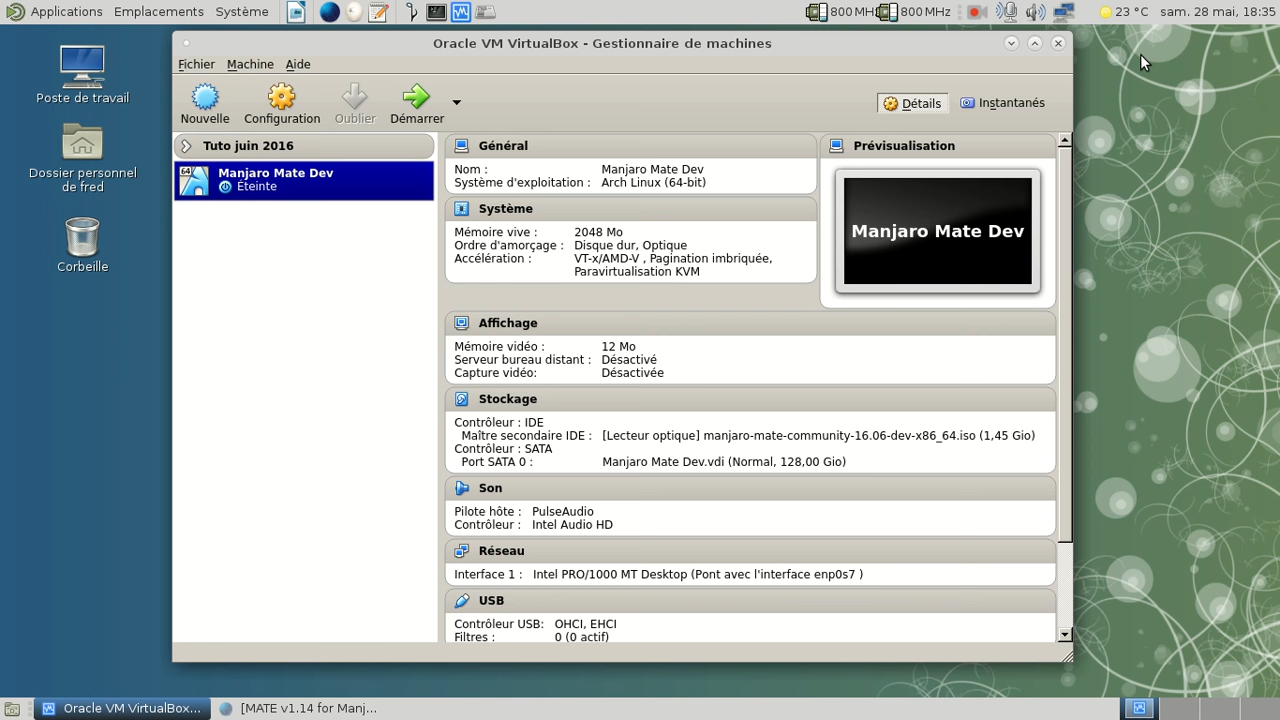 Applications Emplacements Système 800 MHz 800 MHz 23 °C sam. 28 mai, 18:35
Oracle VM VirtualBox - Gestionnaire de machines
Fichier Machine Aide
Nouvelle Configuration Oublier Démarrer Détails Instantanés
Poste de travail
Dossier personnel
de fred
Corbeille
Tuto juin 2016
64
Manjaro Mate Dev
Éteinte
Général
Nom : Manjaro Mate Dev
Système d'exploitation : Arch Linux (64-bit)
Système
Mémoire vive : 2048 Mo
Ordre d'amorçage : Disque dur, Optique
Accélération : VT-x/AMD-V , Pagination imbriquée,
Paravirtualisation KVM
Prévisualisation
Manjaro Mate Dev
Affichage
Mémoire vidéo : 12 Mo
Serveur bureau distant : Désactivé
Capture vidéo: Désactivée
Stockage
Contrôleur : IDE
Maître secondaire IDE : [Lecteur optique] manjaro-mate-community-16.06-dev-x86_64.iso (1,45 Gio)
Contrôleur : SATA
Port SATA 0 : Manjaro Mate Dev.vdi (Normal, 128,00 Gio)
Son
Pilote hôte : PulseAudio
Contrôleur : Intel Audio HD
Réseau
Interface 1 : Intel PRO/1000 MT Desktop (Pont avec l'interface enp0s7 )
USB
Contrôleur USB: OHCI, EHCI
Filtres : 0 (0 actif)
Oracle VM VirtualBox... [MATE v1.14 for Manj...